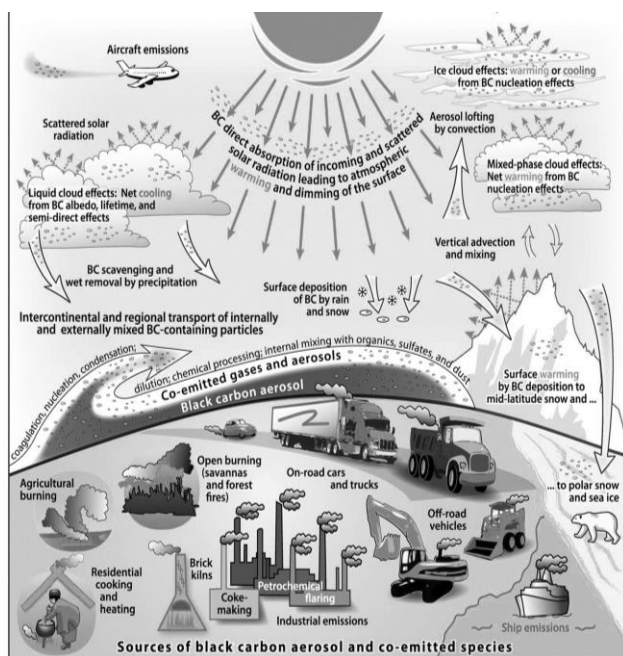 Aircraft emissions
Ice cloud effects: warming or cooling
from BC nucleation effects
Scattered solar
radiation
BC direct absorption of incoming and scattered
solar radiation leading to atmospheric
warming and dimming of the surface
Aerosol lofting
by convection
Liquid cloud effects: Net cooling
from BC albedo, lifetime, and
semi-direct effects
Mixed-phase cloud effects:
Net warming from BC
nucleation effects
Vertical advection
and mixing
BC scavenging and
wet removal by precipitation
Surface deposition
of BC by rain
and snow
Intercontinental and regional transport of internally
and externally mixed BC-containing particles
coagulation, nucleation, condensation;
dilution; chemical processing; internal mixing with organics, sulfates, and dust
Co-emitted gases and aerosols
Black carbon aerosol
Surface warming
by BC deposition to
mid-latitude snow and ...
... to polar snow
and sea ice
Agricultural
burning
Open burning
(savannas
and forest
fires)
On-road cars
and trucks
Off-road
vehicles
Residential
cooking
and
heating
Brick
kilns
Coke-
making
Petrochemical
flaring
Industrial emissions
Ship emissions
Sources of black carbon aerosol and co-emitted species